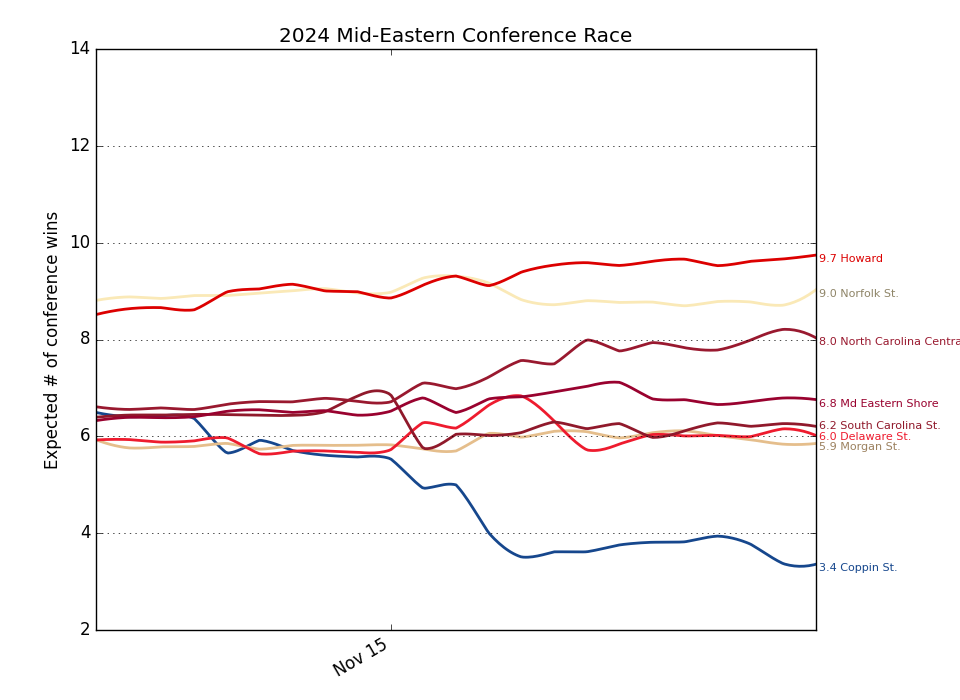 2024 Mid-Eastern Conference Race
14
12
10
8
6
4
2
Expected # of conference wins
Nov 15
9.7 Howard
9.0 Norfolk St.
8.0 North Carolina Centra
6.8 Md Eastern Shore
6.2 South Carolina St.
6.0 Delaware St.
5.9 Morgan St.
3.4 Coppin St.